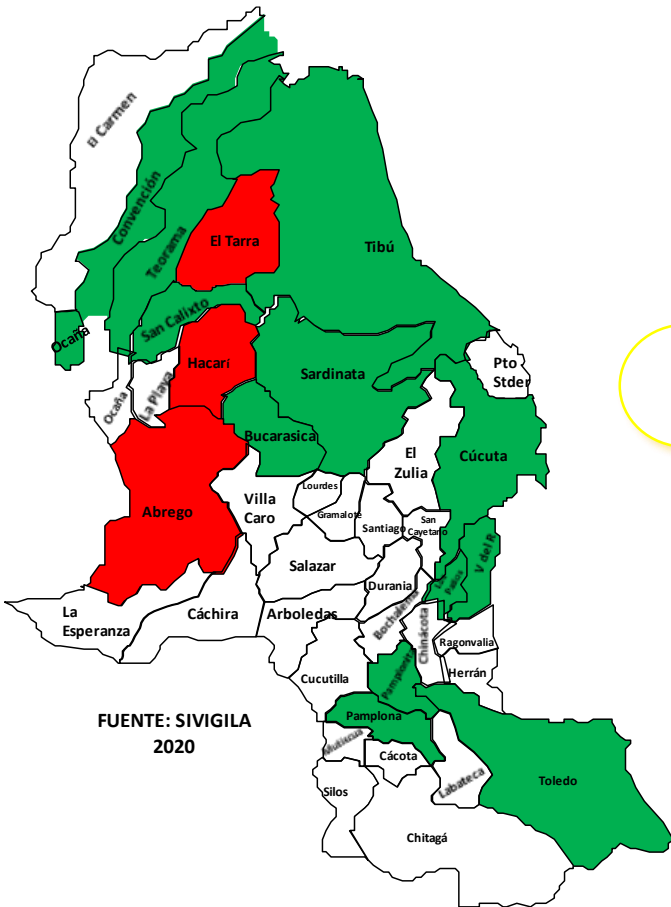 El Carmen
Convención
Teorama
El Tarra
Tibú
San Calixto
Ocaña
Hacarí
Sardinata
Pto
Stder
La Playa
Ocaña
Bucarasica
El
Zulia
Cúcuta
Abrego
Villa
Caro
Lourdes
Gramalote
Santiago
San
Cayetano
V del R
Los
Patios
Salazar
Durania
La
Esperanza
Cáchira
Arboledas
Bochalema
Chinácota
Ragonvalia
Herrán
Cucutilla
Pamplonita
FUENTE: SIVIGILA
2020
Pamplona
Mutiscua
Cácota
Labateca
Toledo
Silos
Chitagá